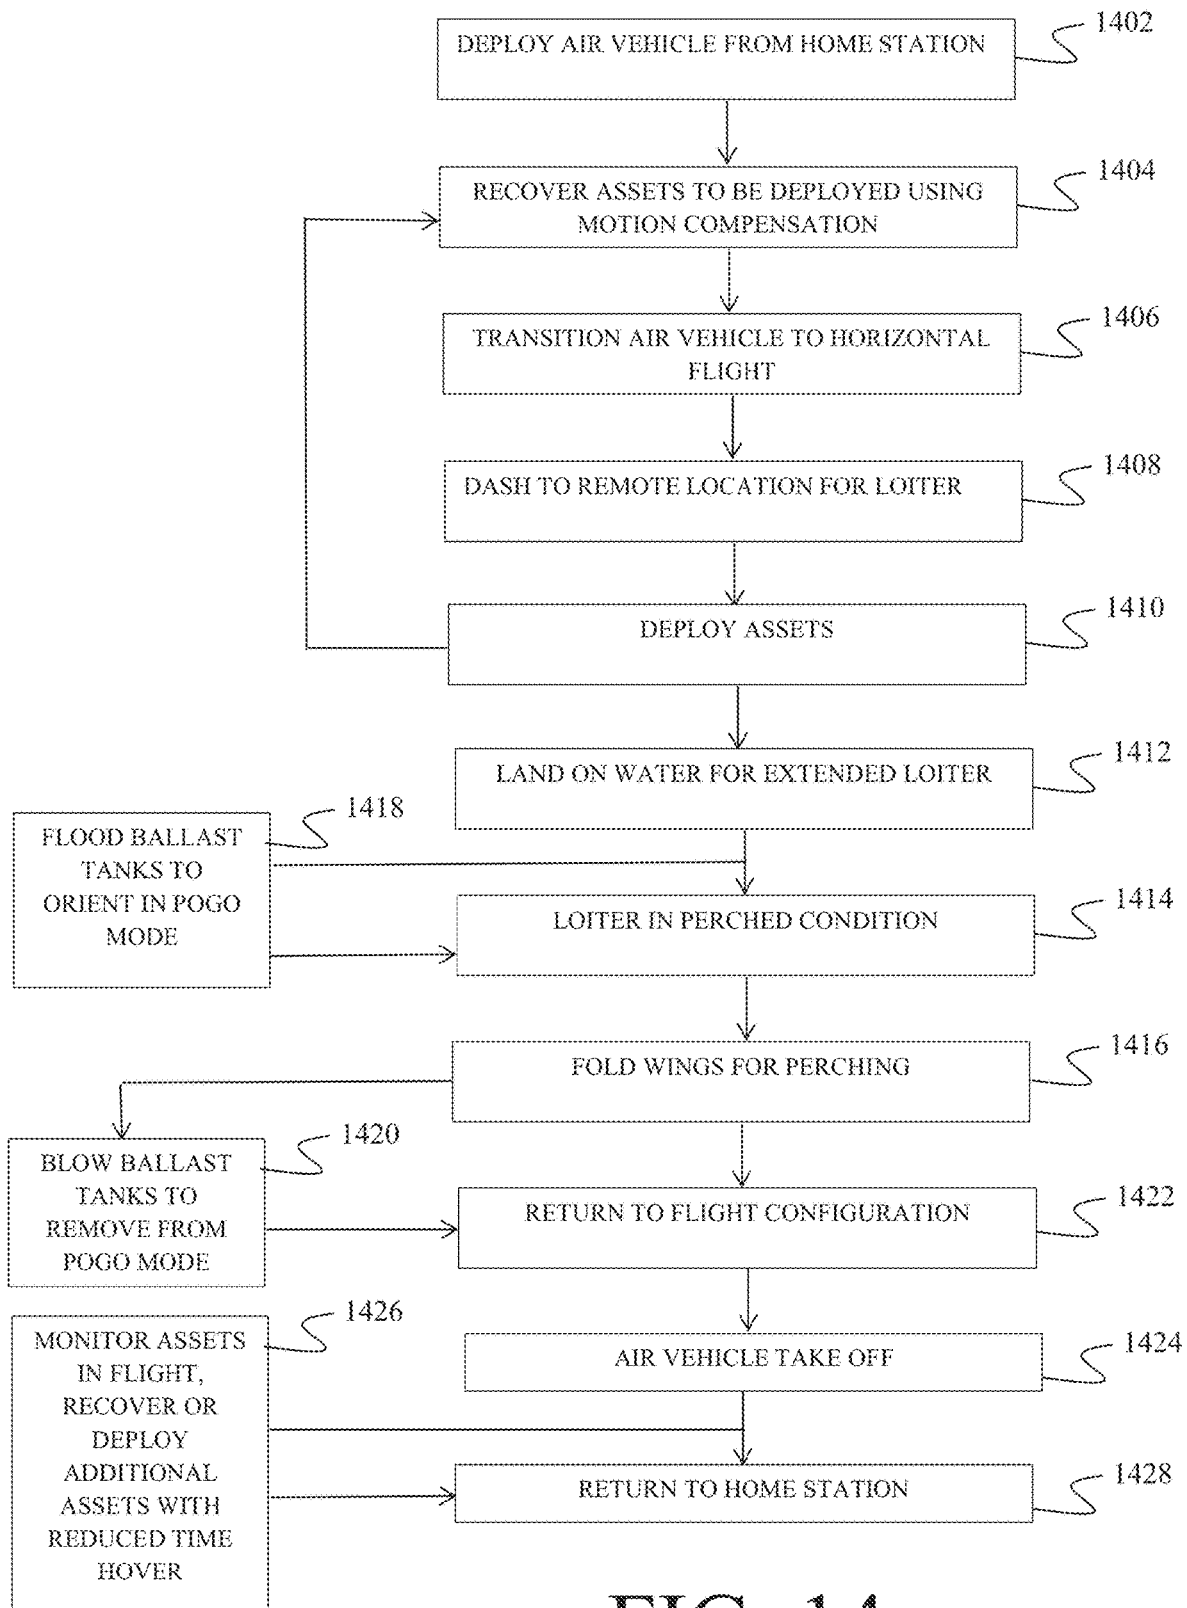 DEPLOY AIR VEHICLE FROM HOME STATION
1402
RECOVER ASSETS TO BE DEPLOYED USING
MOTION COMPENSATION
1404
TRANSITION AIR VEHICLE TO HORIZONTAL
FLIGHT
1406
DASH TO REMOTE LOCATION FOR LOITER
1408
DEPLOY ASSETS
1410
LAND ON WATER FOR EXTENDED LOITER
1412
FLOOD BALLAST
TANKS TO
ORIENT IN POGO
MODE
1418
LOITER IN PERCHED CONDITION
1414
FOLD WINGS FOR PERCHING
1416
BLOW BALLAST
TANKS TO
REMOVE FROM
POGO MODE
1420
RETURN TO FLIGHT CONFIGURATION
1422
MONITOR ASSETS
IN FLIGHT,
RECOVER OR
DEPLOY
ADDITIONAL
ASSETS WITH
REDUCED TIME
HOVER
1426
AIR VEHICLE TAKE OFF
1424
RETURN TO HOME STATION
1428
FIG. 14